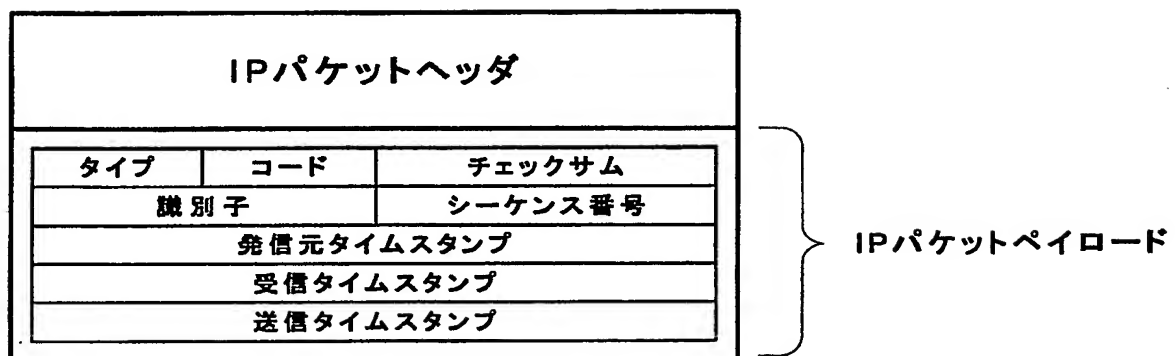 IPパケットヘッダ
タイプ コード チェックサム
識別子 シーケンス番号
発信元タイムスタンプ
受信タイムスタンプ
送信タイムスタンプ
IPパケットペイロード